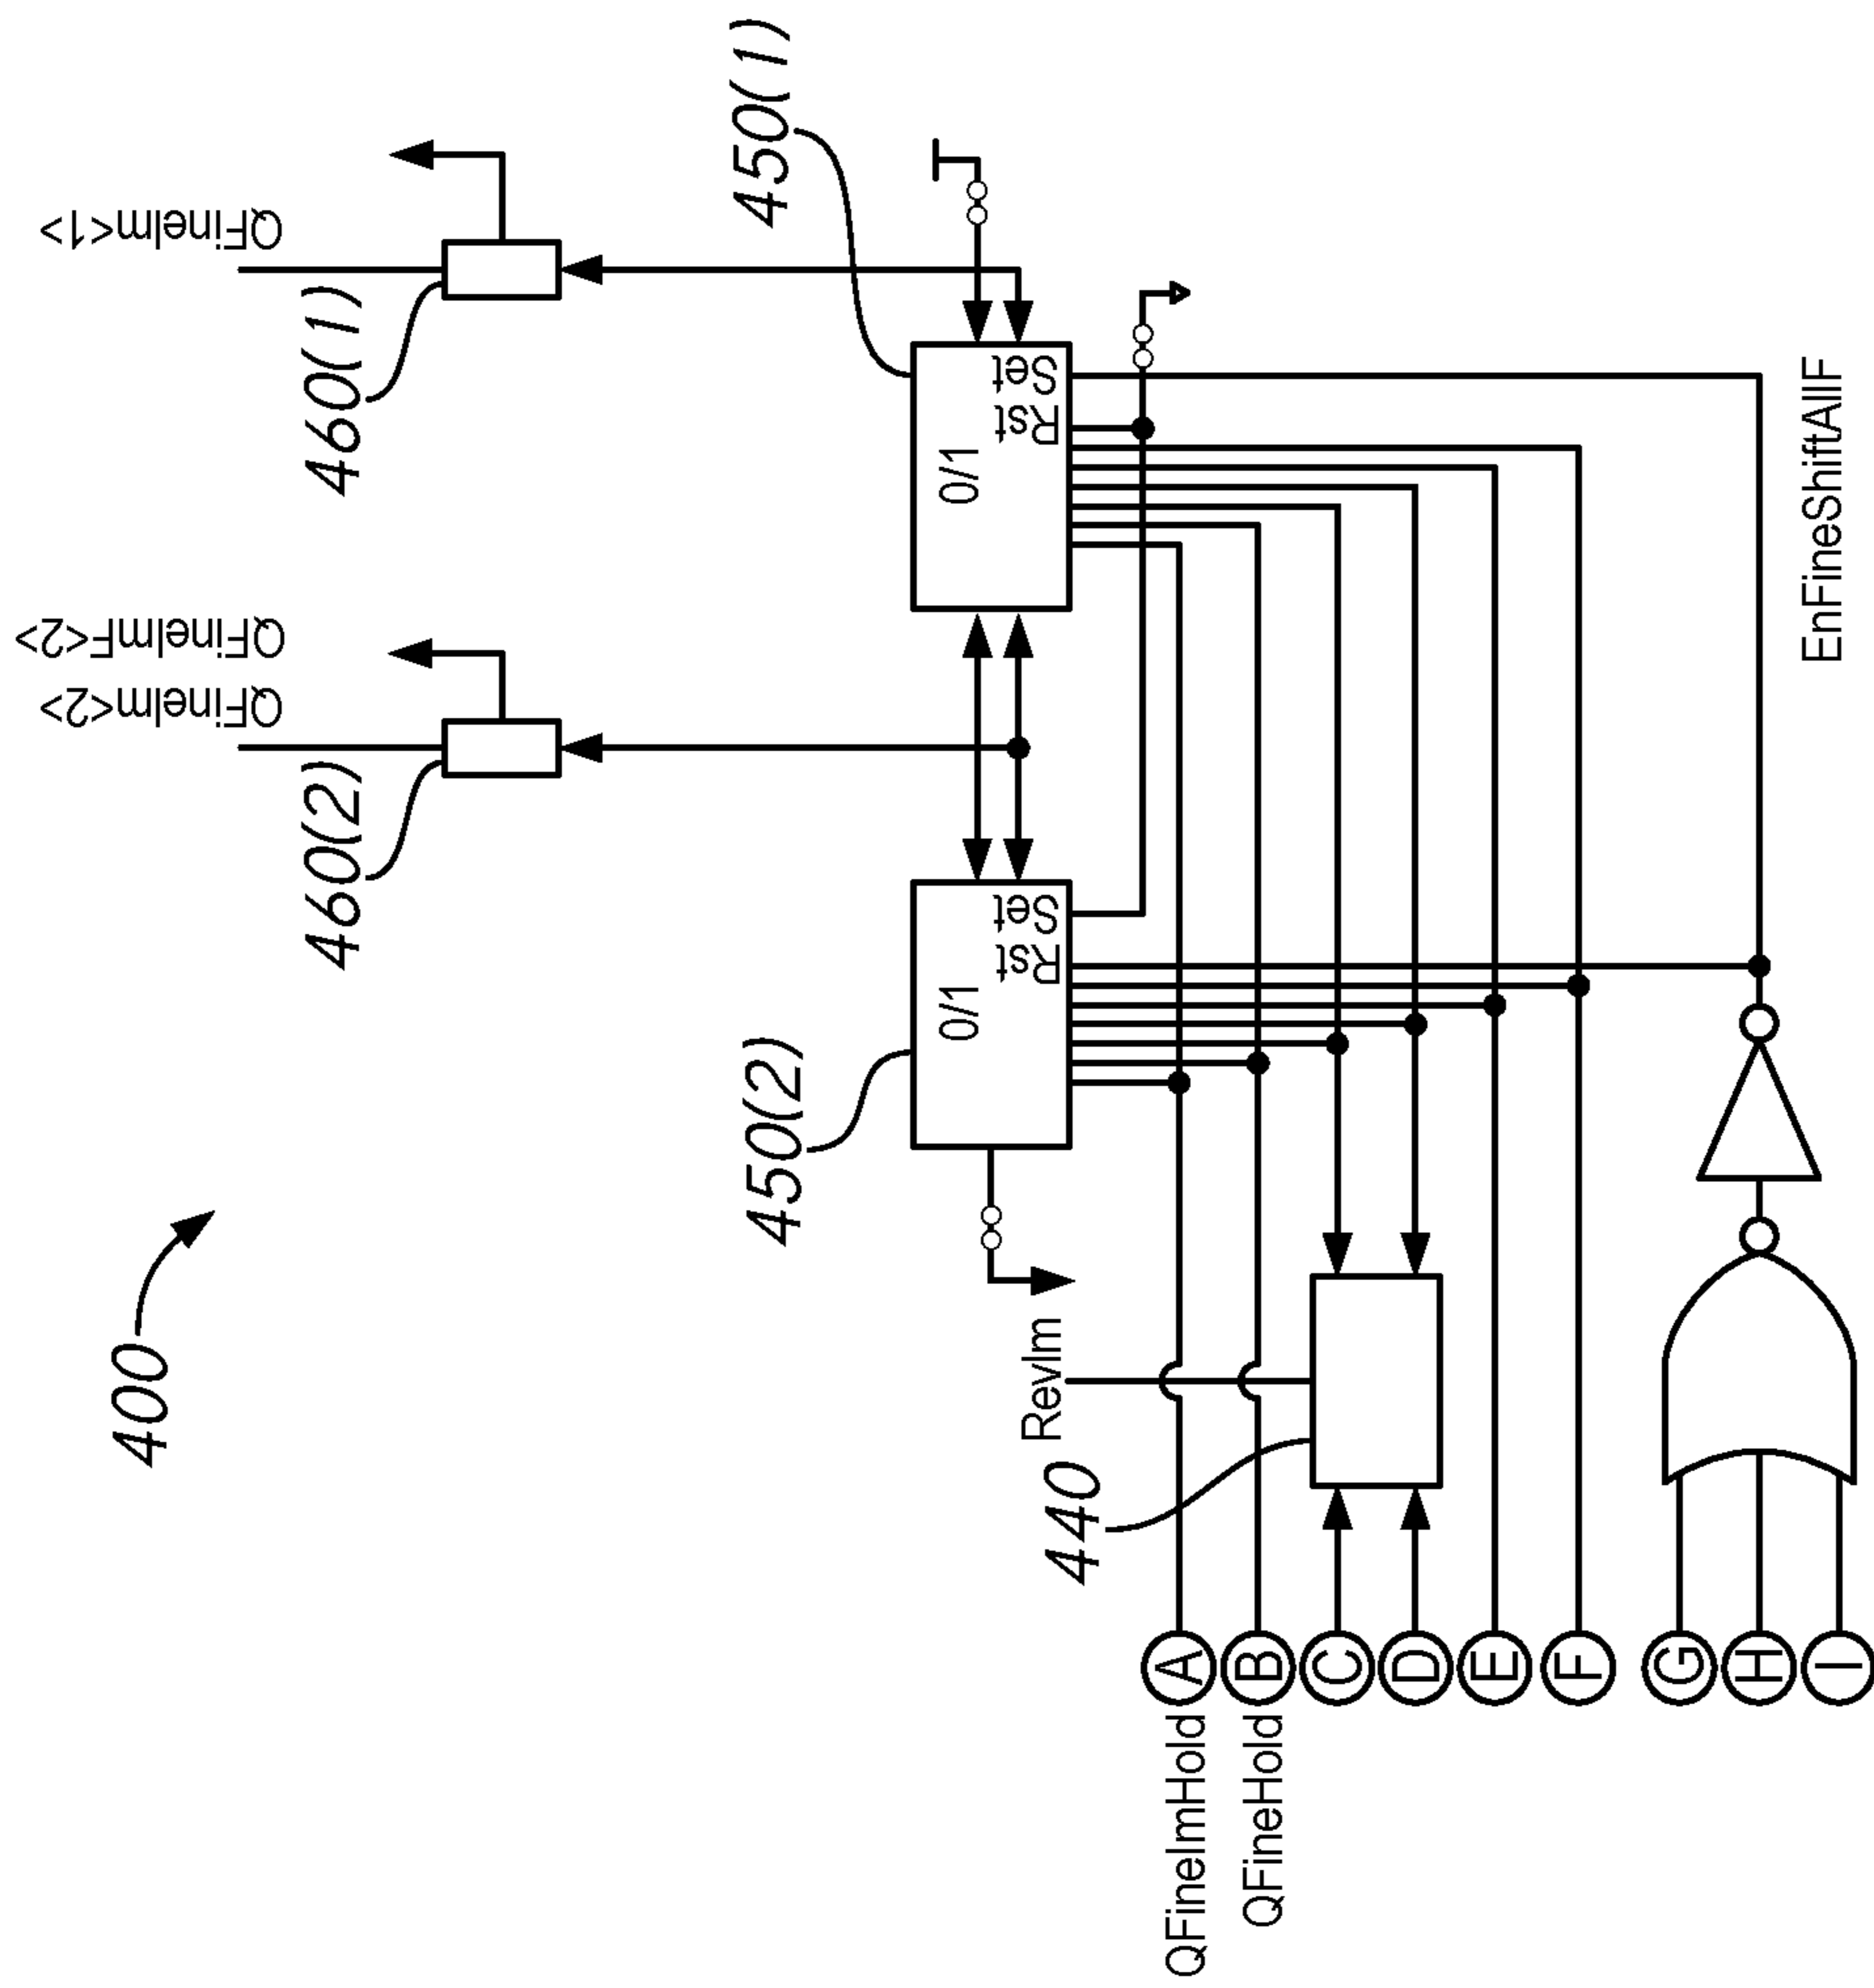 400
QFineIm<2>
QFineImF<2>
QFineIm<1>
460(2)
460(1)
450(2)
450(1)
0/1
Rst
Set
0/1
Rst
Set
RevIm
440
QFineImHold
A
QFineHold
B
C
D
E
F
G
H
I
EnFineShiftAllF